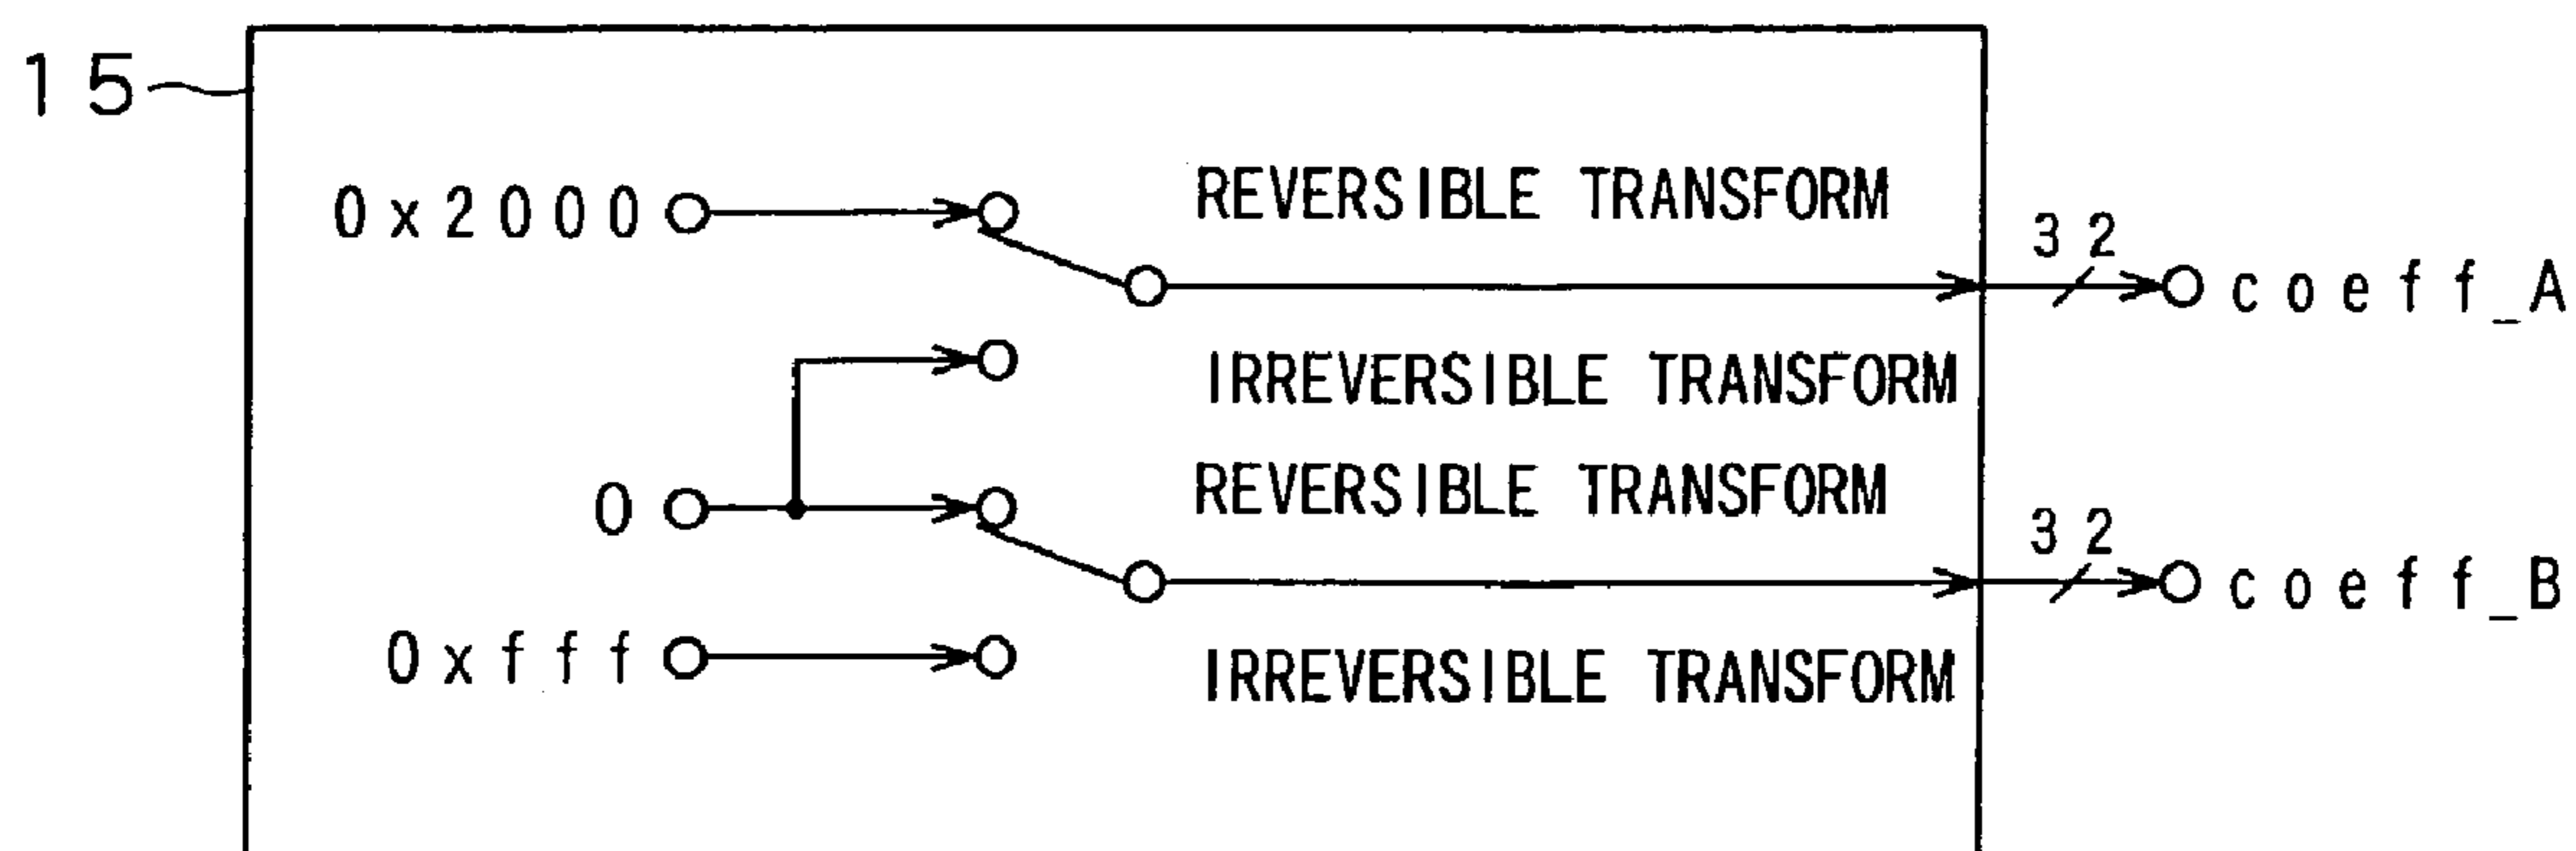 15
0x2000 REVERSIBLE TRANSFORM
32
coeff_A
IRREVERSIBLE TRANSFORM
0 REVERSIBLE TRANSFORM
32
coeff_B
0xfff IRREVERSIBLE TRANSFORM